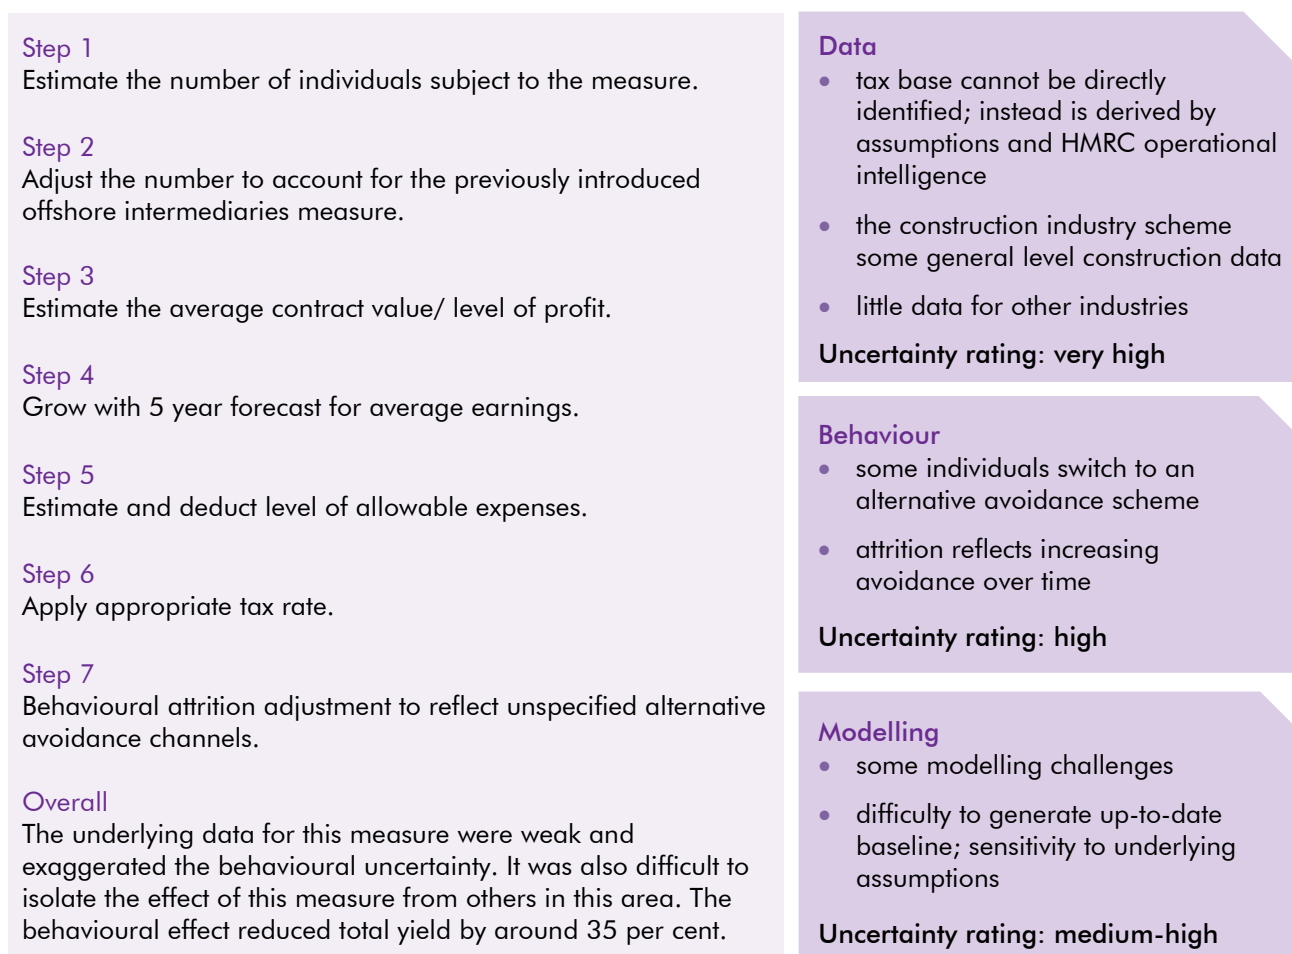 Step 1
Estimate the number of individuals subject to the measure.
Step 2
Adjust the number to account for the previously introduced
offshore intermediaries measure.
Step 3
Estimate the average contract value/ level of profit.
Step 4
Grow with 5 year forecast for average earnings.
Step 5
Estimate and deduct level of allowable expenses.
Step 6
Apply appropriate tax rate.
Step 7
Behavioural attrition adjustment to reflect unspecified alternative
avoidance channels.
Overall
The underlying data for this measure were weak and
exaggerated the behavioural uncertainty. It was also difficult to
isolate the effect of this measure from others in this area. The
behavioural effect reduced total yield by around 35 per cent.
Data
• tax base cannot be directly
identified; instead is derived by
assumptions and HMRC operational
intelligence
• the construction industry scheme
some general level construction data
• little data for other industries
Uncertainty rating: very high
Behaviour
• some individuals switch to an
alternative avoidance scheme
• attrition reflects increasing
avoidance over time
Uncertainty rating: high
Modelling
• some modelling challenges
• difficulty to generate up-to-date
baseline; sensitivity to underlying
assumptions
Uncertainty rating: medium-high